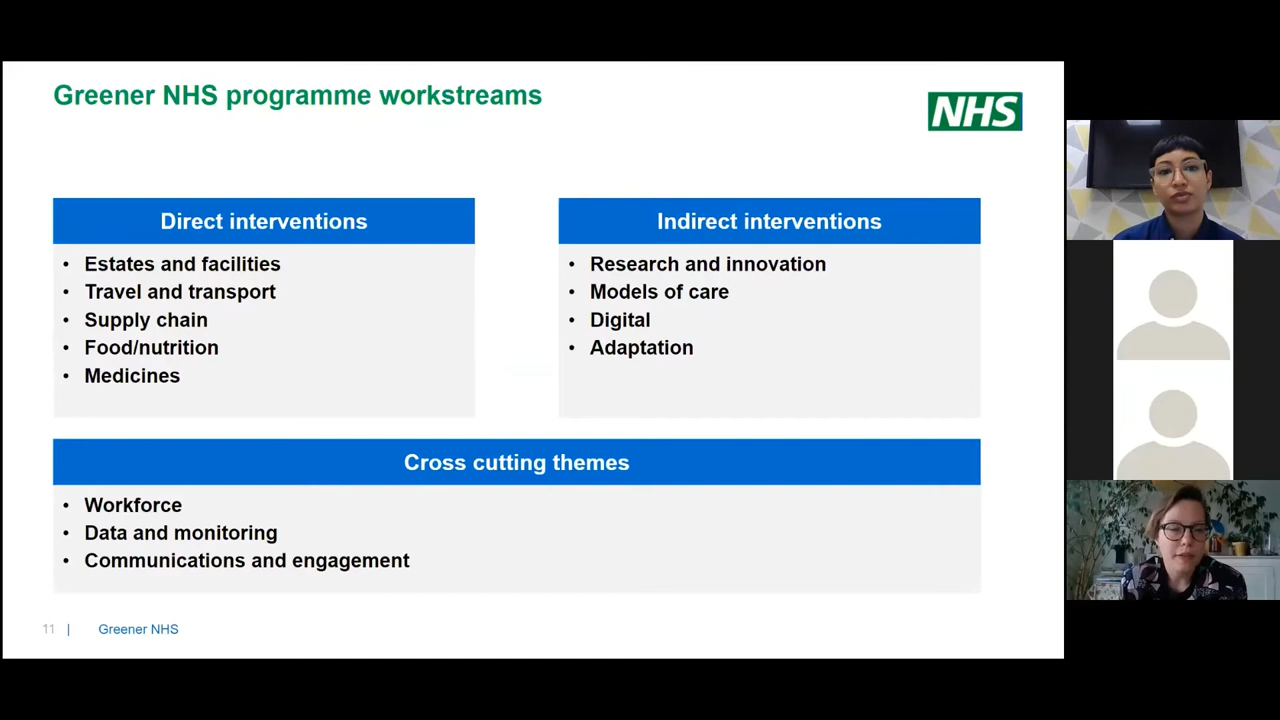 Greener NHS programme workstreams
NHS
Direct interventions
• Estates and facilities
• Travel and transport
• Supply chain
• Food/nutrition
• Medicines
Indirect interventions
• Research and innovation
• Models of care
• Digital
• Adaptation
Cross cutting themes
• Workforce
• Data and monitoring
• Communications and engagement
11 | Greener NHS